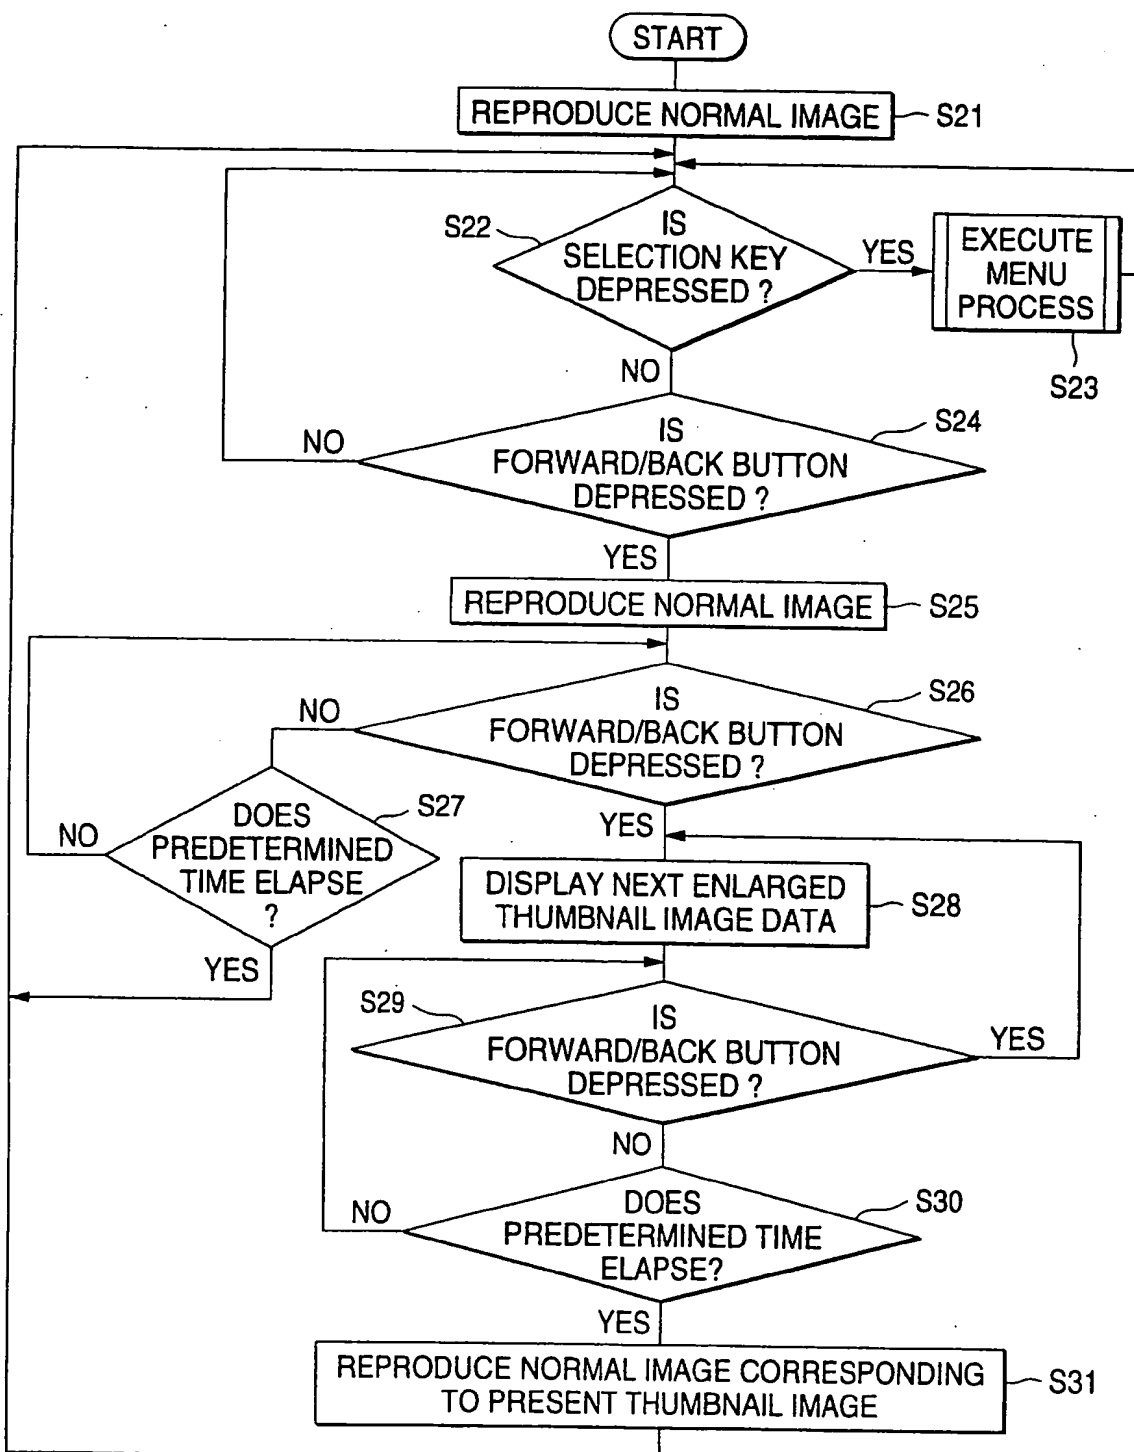 START
REPRODUCE NORMAL IMAGE
S21
S22
IS
SELECTION KEY
DEPRESSED ?
YES
EXECUTE
MENU
PROCESS
S23
NO
S24
IS
FORWARD/BACK BUTTON
DEPRESSED ?
NO
YES
REPRODUCE NORMAL IMAGE
S25
S26
IS
FORWARD/BACK BUTTON
DEPRESSED ?
NO
S27
DOES
PREDETERMINED
TIME ELAPSE
?
NO
YES
YES
DISPLAY NEXT ENLARGED
THUMBNAIL IMAGE DATA
S28
S29
IS
FORWARD/BACK BUTTON
DEPRESSED ?
YES
NO
S30
DOES
PREDETERMINED TIME
ELAPSE?
NO
YES
REPRODUCE NORMAL IMAGE CORRESPONDING
TO PRESENT THUMBNAIL IMAGE
S31